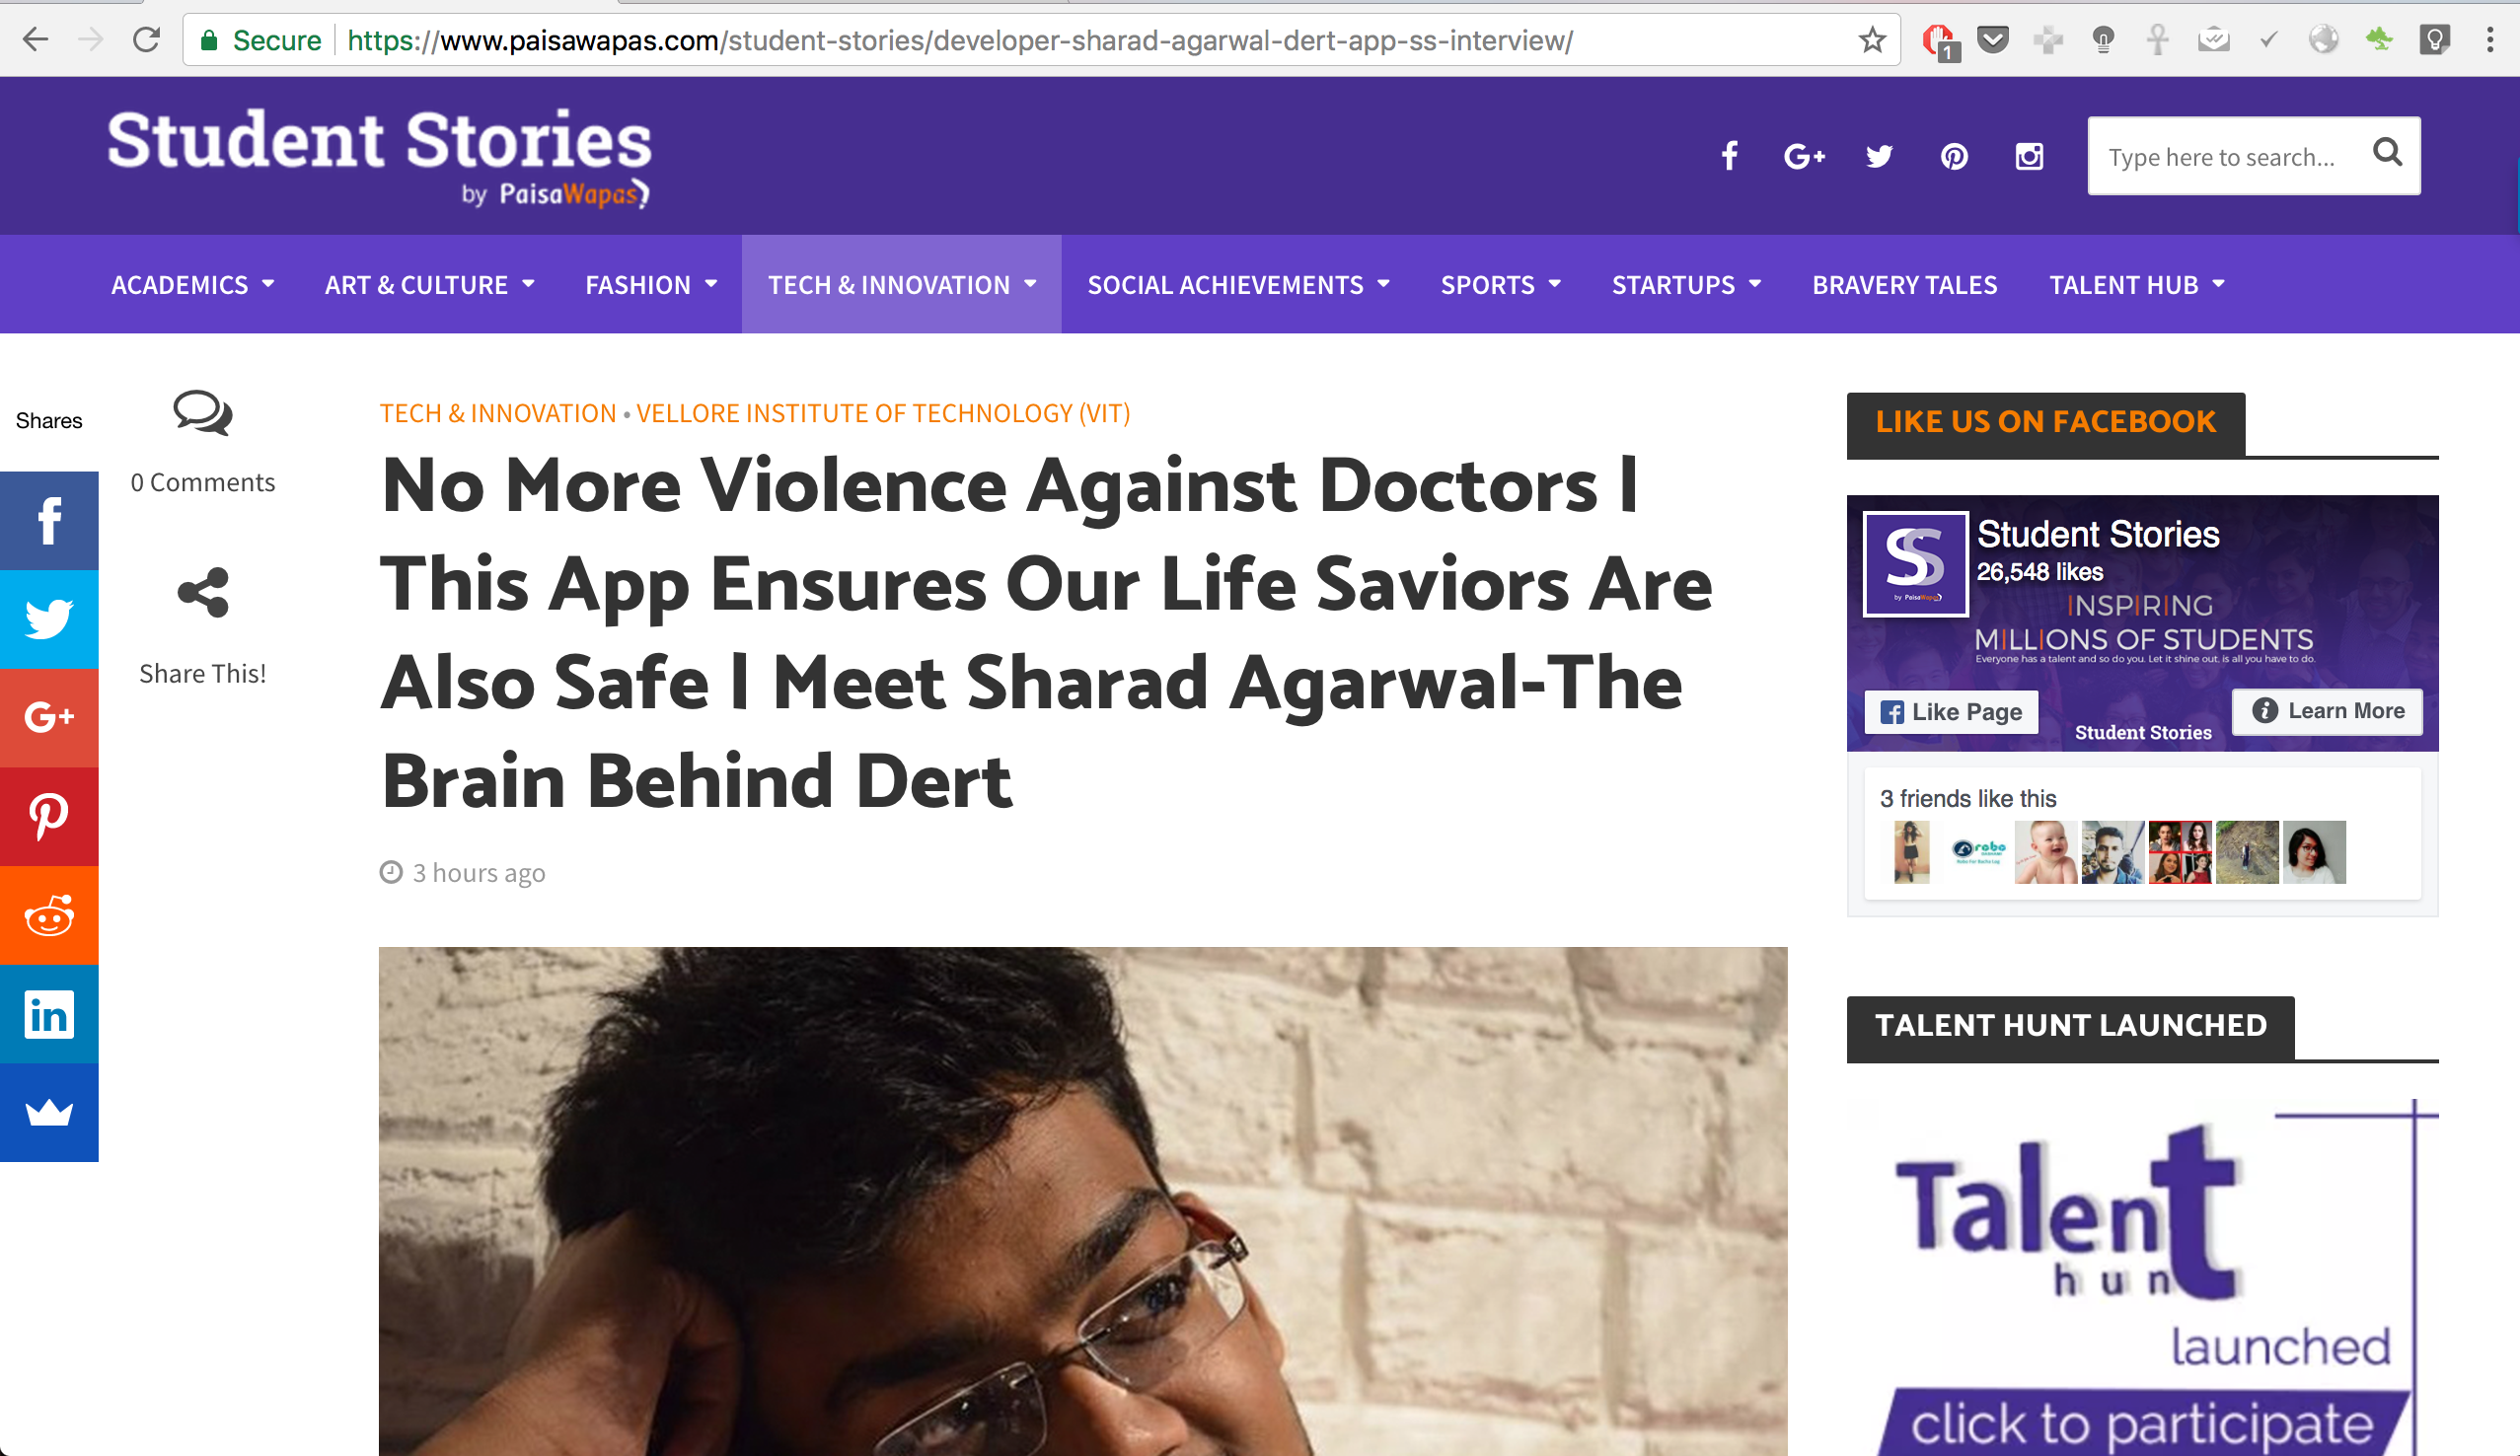 Secure https://www.paisawapas.com/student-stories/developer-sharad-agarwal-dert-app-ss-interview/
1
Student Stories
by PaisaWapas
G+
Type here to search...
ACADEMICS ART & CULTURE FASHION TECH & INNOVATION SOCIAL ACHIEVEMENTS SPORTS STARTUPS BRAVERY TALES TALENT HUB
Shares
0 Comments
Share This!
G+
in
TECH & INNOVATION • VELLORE INSTITUTE OF TECHNOLOGY (VIT)
No More Violence Against Doctors |
This App Ensures Our Life Saviors Are
Also Safe | Meet Sharad Agarwal-The
Brain Behind Dert
3 hours ago
LIKE US ON FACEBOOK
SS
by PaisaWapas
Student Stories
26,548 likes
INSPIRING
MILLIONS OF STUDENTS
Everyone has a talent and so do you. Let it shine out, is all you have to do.
Like Page
Student Stories
Learn More
3 friends like this
robo
TALENT HUNT LAUNCHED
Talent
hunt
launched
click to participate